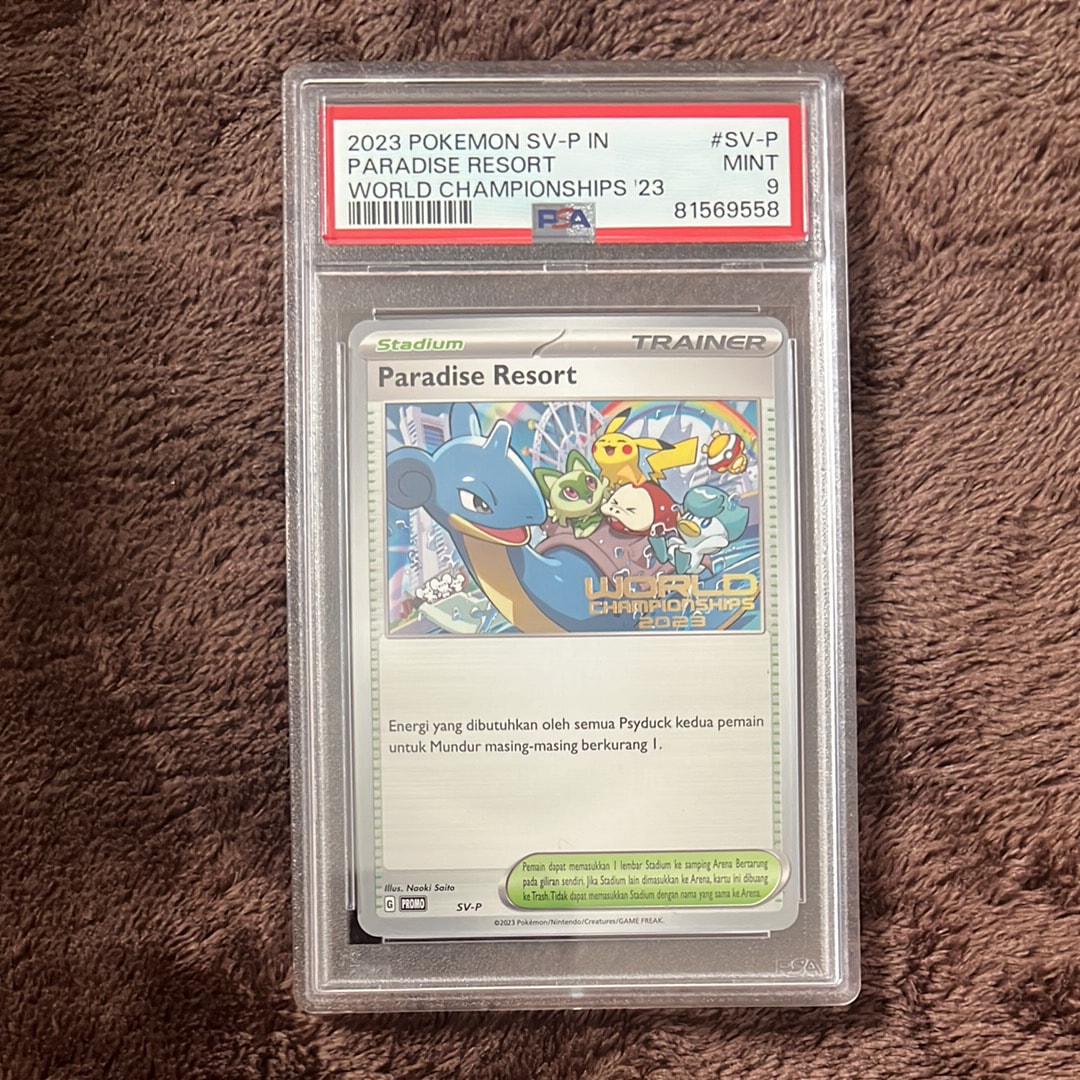 2023 POKEMON SV-P IN #SV-P
PARADISE RESORT MINT
WORLD CHAMPIONSHIPS '23 9
PSA 81569558
Stadium TRAINER
Paradise Resort
WORLD
CHAMPIONSHIPS
2023
Energi yang dibutuhkan oleh semua Psyduck kedua pemain
untuk Mundur masing-masing berkurang 1.
Pemain dapat memasukkan 1 lembar Stadium ke samping Arena Bertarung
pada giliran sendiri. Jika Stadium lain dimasukkan ke Arena, kartu ini dibuang
ke Trash. Tidak dapat memasukkan Stadium dengan nama yang sama ke Arena.
Illus. Naoki Saito
G PROMO SV-P
©2023 Pokémon/Nintendo/Creatures/GAME FREAK.
PSA